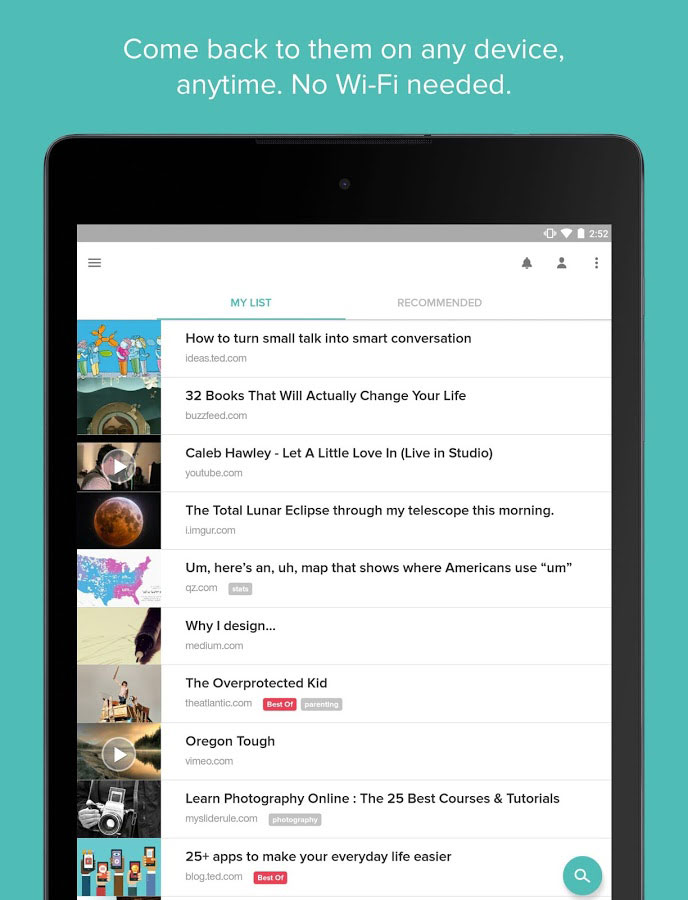 Come back to them on any device,
anytime. No Wi-Fi needed.
2:52
MY LIST
RECOMMENDED
How to turn small talk into smart conversation
ideas.ted.com
32 Books That Will Actually Change Your Life
buzzfeed.com
Caleb Hawley - Let A Little Love In (Live in Studio)
youtube.com
The Total Lunar Eclipse through my telescope this morning.
i.imgur.com
Um, here’s an, uh, map that shows where Americans use “um”
qz.com stats
Why I design...
medium.com
The Overprotected Kid
theatlantic.com Best Of parenting
Oregon Tough
vimeo.com
Learn Photography Online : The 25 Best Courses & Tutorials
mysliderule.com photography
25+ apps to make your everyday life easier
blog.ted.com Best Of